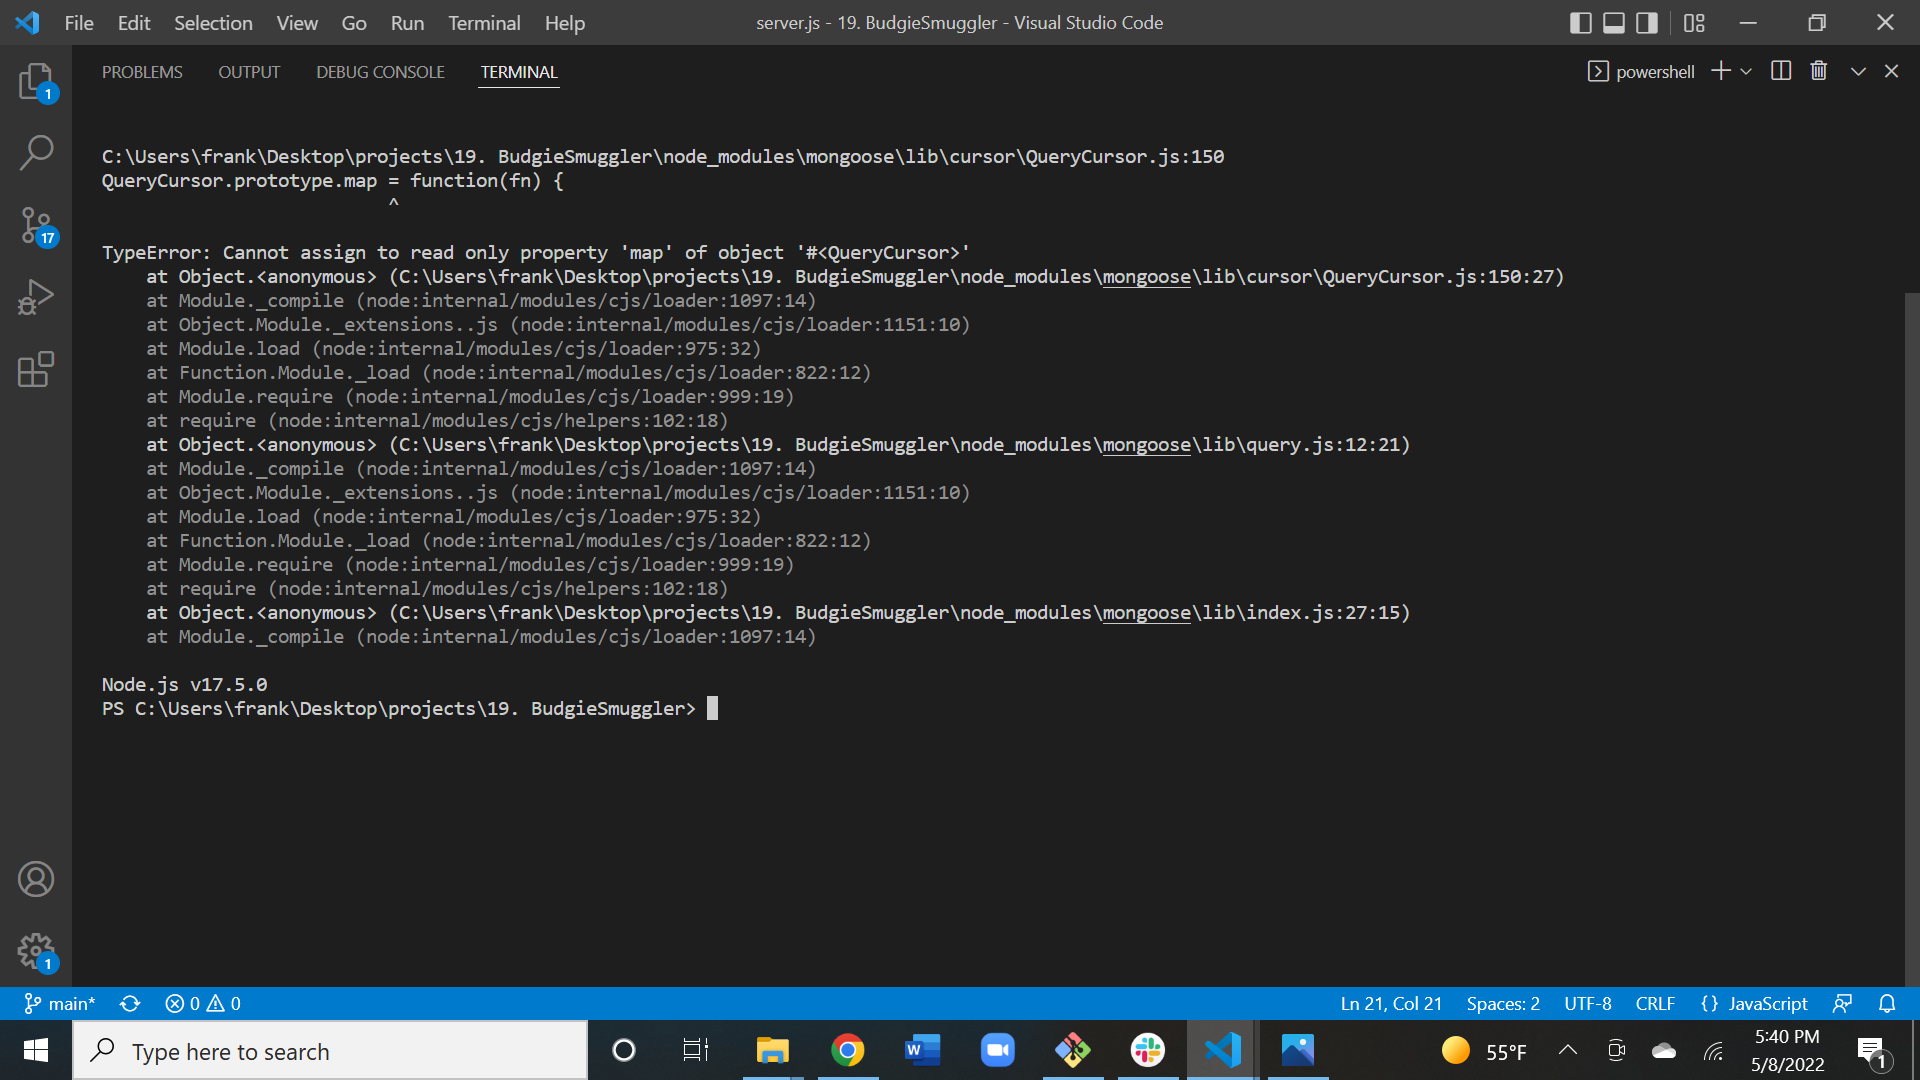 File Edit Selection View Go Run Terminal Help server.js - 19. BudgieSmuggler - Visual Studio Code
PROBLEMS OUTPUT DEBUG CONSOLE TERMINAL powershell
1
17
C:\Users\frank\Desktop\projects\19. BudgieSmuggler\node_modules\mongoose\lib\cursor\QueryCursor.js:150
QueryCursor.prototype.map = function(fn) {
^
TypeError: Cannot assign to read only property 'map' of object '#<QueryCursor>'
at Object.<anonymous> (C:\Users\frank\Desktop\projects\19. BudgieSmuggler\node_modules\mongoose\lib\cursor\QueryCursor.js:150:27)
at Module._compile (node:internal/modules/cjs/loader:1097:14)
at Object.Module._extensions..js (node:internal/modules/cjs/loader:1151:10)
at Module.load (node:internal/modules/cjs/loader:975:32)
at Function.Module._load (node:internal/modules/cjs/loader:822:12)
at Module.require (node:internal/modules/cjs/loader:999:19)
at require (node:internal/modules/cjs/helpers:102:18)
at Object.<anonymous> (C:\Users\frank\Desktop\projects\19. BudgieSmuggler\node_modules\mongoose\lib\query.js:12:21)
at Module._compile (node:internal/modules/cjs/loader:1097:14)
at Object.Module._extensions..js (node:internal/modules/cjs/loader:1151:10)
at Module.load (node:internal/modules/cjs/loader:975:32)
at Function.Module._load (node:internal/modules/cjs/loader:822:12)
at Module.require (node:internal/modules/cjs/loader:999:19)
at require (node:internal/modules/cjs/helpers:102:18)
at Object.<anonymous> (C:\Users\frank\Desktop\projects\19. BudgieSmuggler\node_modules\mongoose\lib\index.js:27:15)
at Module._compile (node:internal/modules/cjs/loader:1097:14)
Node.js v17.5.0
PS C:\Users\frank\Desktop\projects\19. BudgieSmuggler>
1
main* 0 0 Ln 21, Col 21 Spaces: 2 UTF-8 CRLF {} JavaScript
Type here to search 55°F 5:40 PM
5/8/2022 1